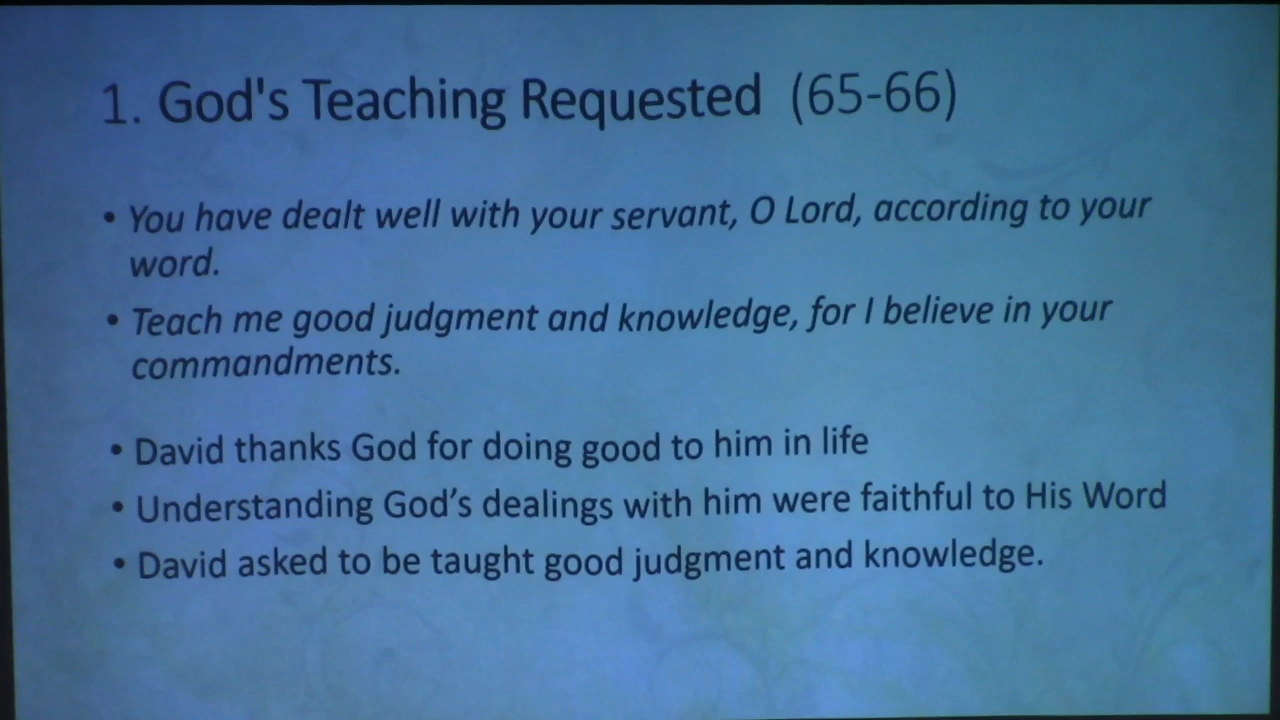 1. God's Teaching Requested (65-66)
• You have dealt well with your servant, O Lord, according to your
word.
• Teach me good judgment and knowledge, for I believe in your
commandments.
• David thanks God for doing good to him in life
• Understanding God’s dealings with him were faithful to His Word
• David asked to be taught good judgment and knowledge.